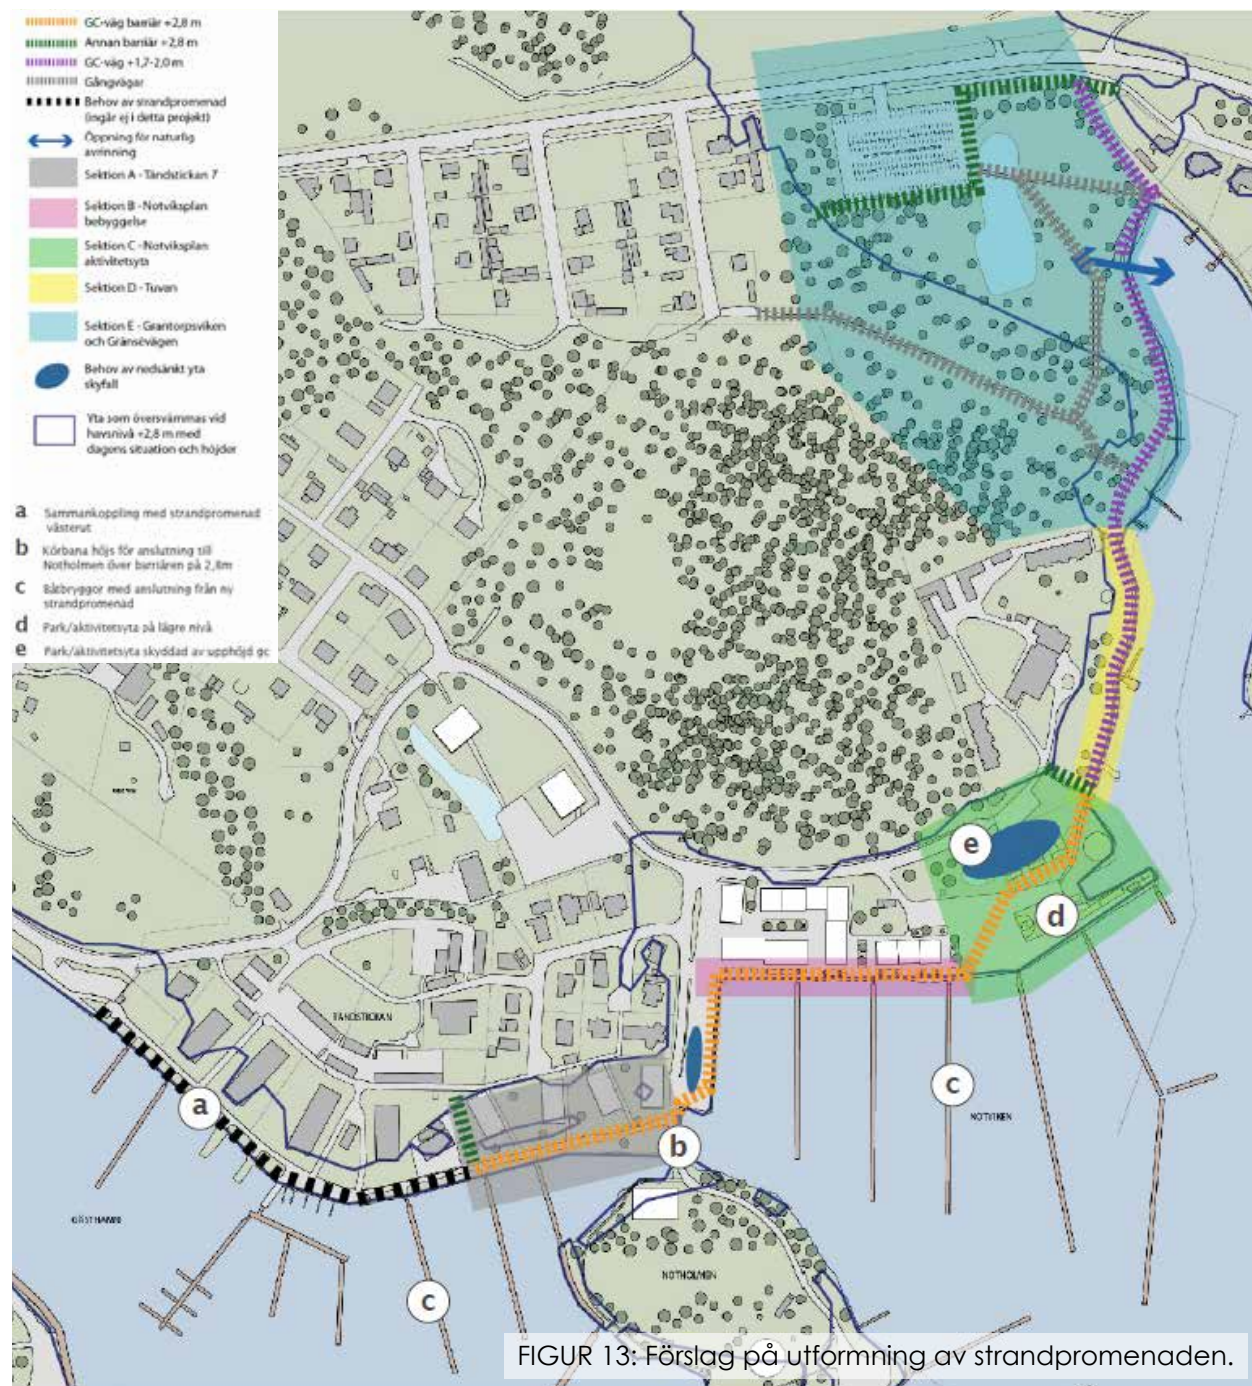 GC-väg barriär +2,8 m
Annan barriär +2,8 m
GC-väg +1,7-2,0 m
Gångvägar
Behov av strandpromenad
(ingår ej i detta projekt)
Öppning för naturlig
avrinning
Sektion A - Tändstickan 7
Sektion B - Notviksplan
bebyggelse
Sektion C - Notviksplan
aktivitetsyta
Sektion D - Tuvan
Sektion E - Grantorpsviken
och Gränsövägen
Behov av nedsänkt yta
skyfall
Yta som översvämmas vid
havsnivå +2,8 m med
dagens situation och höjder
a Sammankoppling med strandpromenad
västerut
b Körbana höjs för anslutning till
Notholmen över barriären på 2,8m
c Båtbryggor med anslutning från ny
strandpromenad
d Park/aktivitetsyta på lägre nivå
e Park/aktivitetsyta skyddad av upphöjd gc
e
d
TÄNDSTICKAN
a
c
NOTVIKEN
b
GÄSTHAMN
NOTHOLMEN
c
FIGUR 13: Förslag på utformning av strandpromenaden.